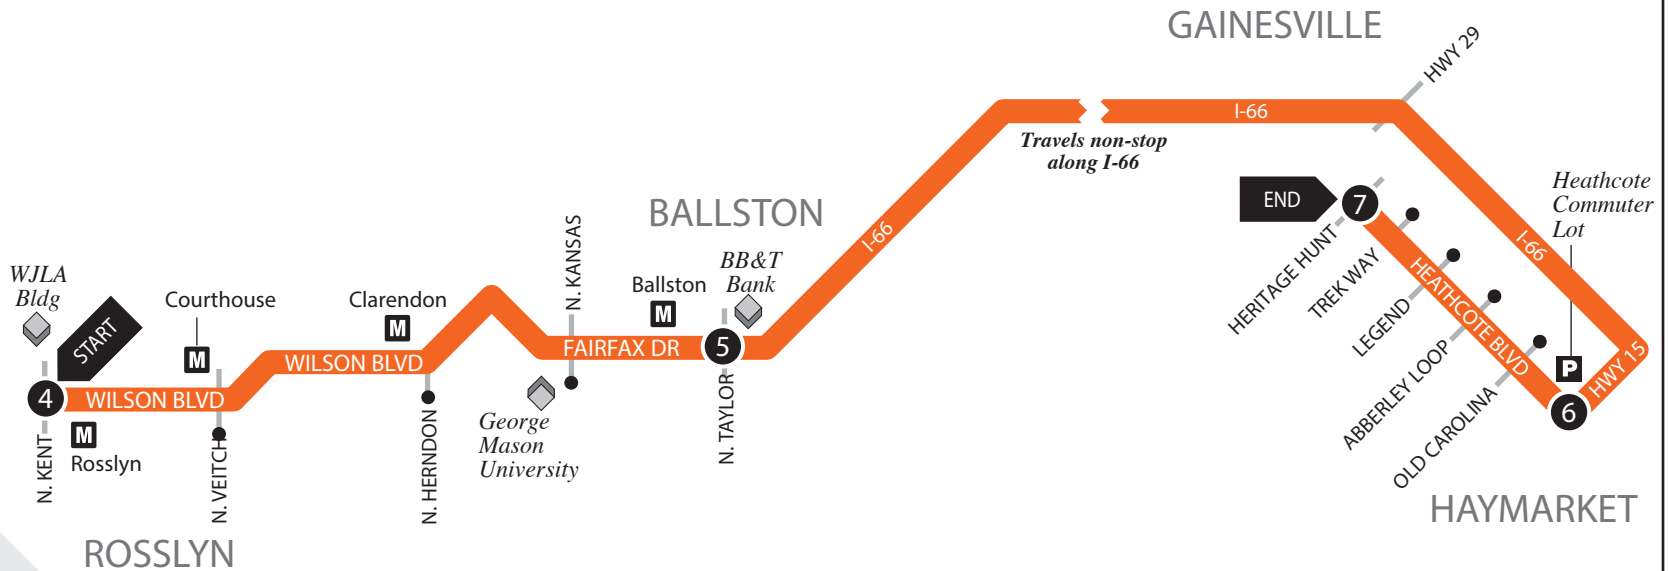 GAINESVILLE
HWY 29
I-66
Travels non-stop
along I-66
Heathcote
Commuter
Lot
END
7
BALLSTON
N. KANSAS
I-66
I-66
HERITAGE HUNT
TREK WAY
LEGEND
ABBERLEY LOOP
OLD CAROLINA
HEATHCOTE BLVD
P
HWY 15
6
HAYMARKET
WJLA
Bldg
START
Courthouse
M
Clarendon
M
Ballston
M
BB&T
Bank
4
WILSON BLVD
WILSON BLVD
FAIRFAX DR
5
M
Rosslyn
N. KENT
N. VEITCH
N. HERNDON
George
Mason
University
N. TAYLOR
ROSSLYN